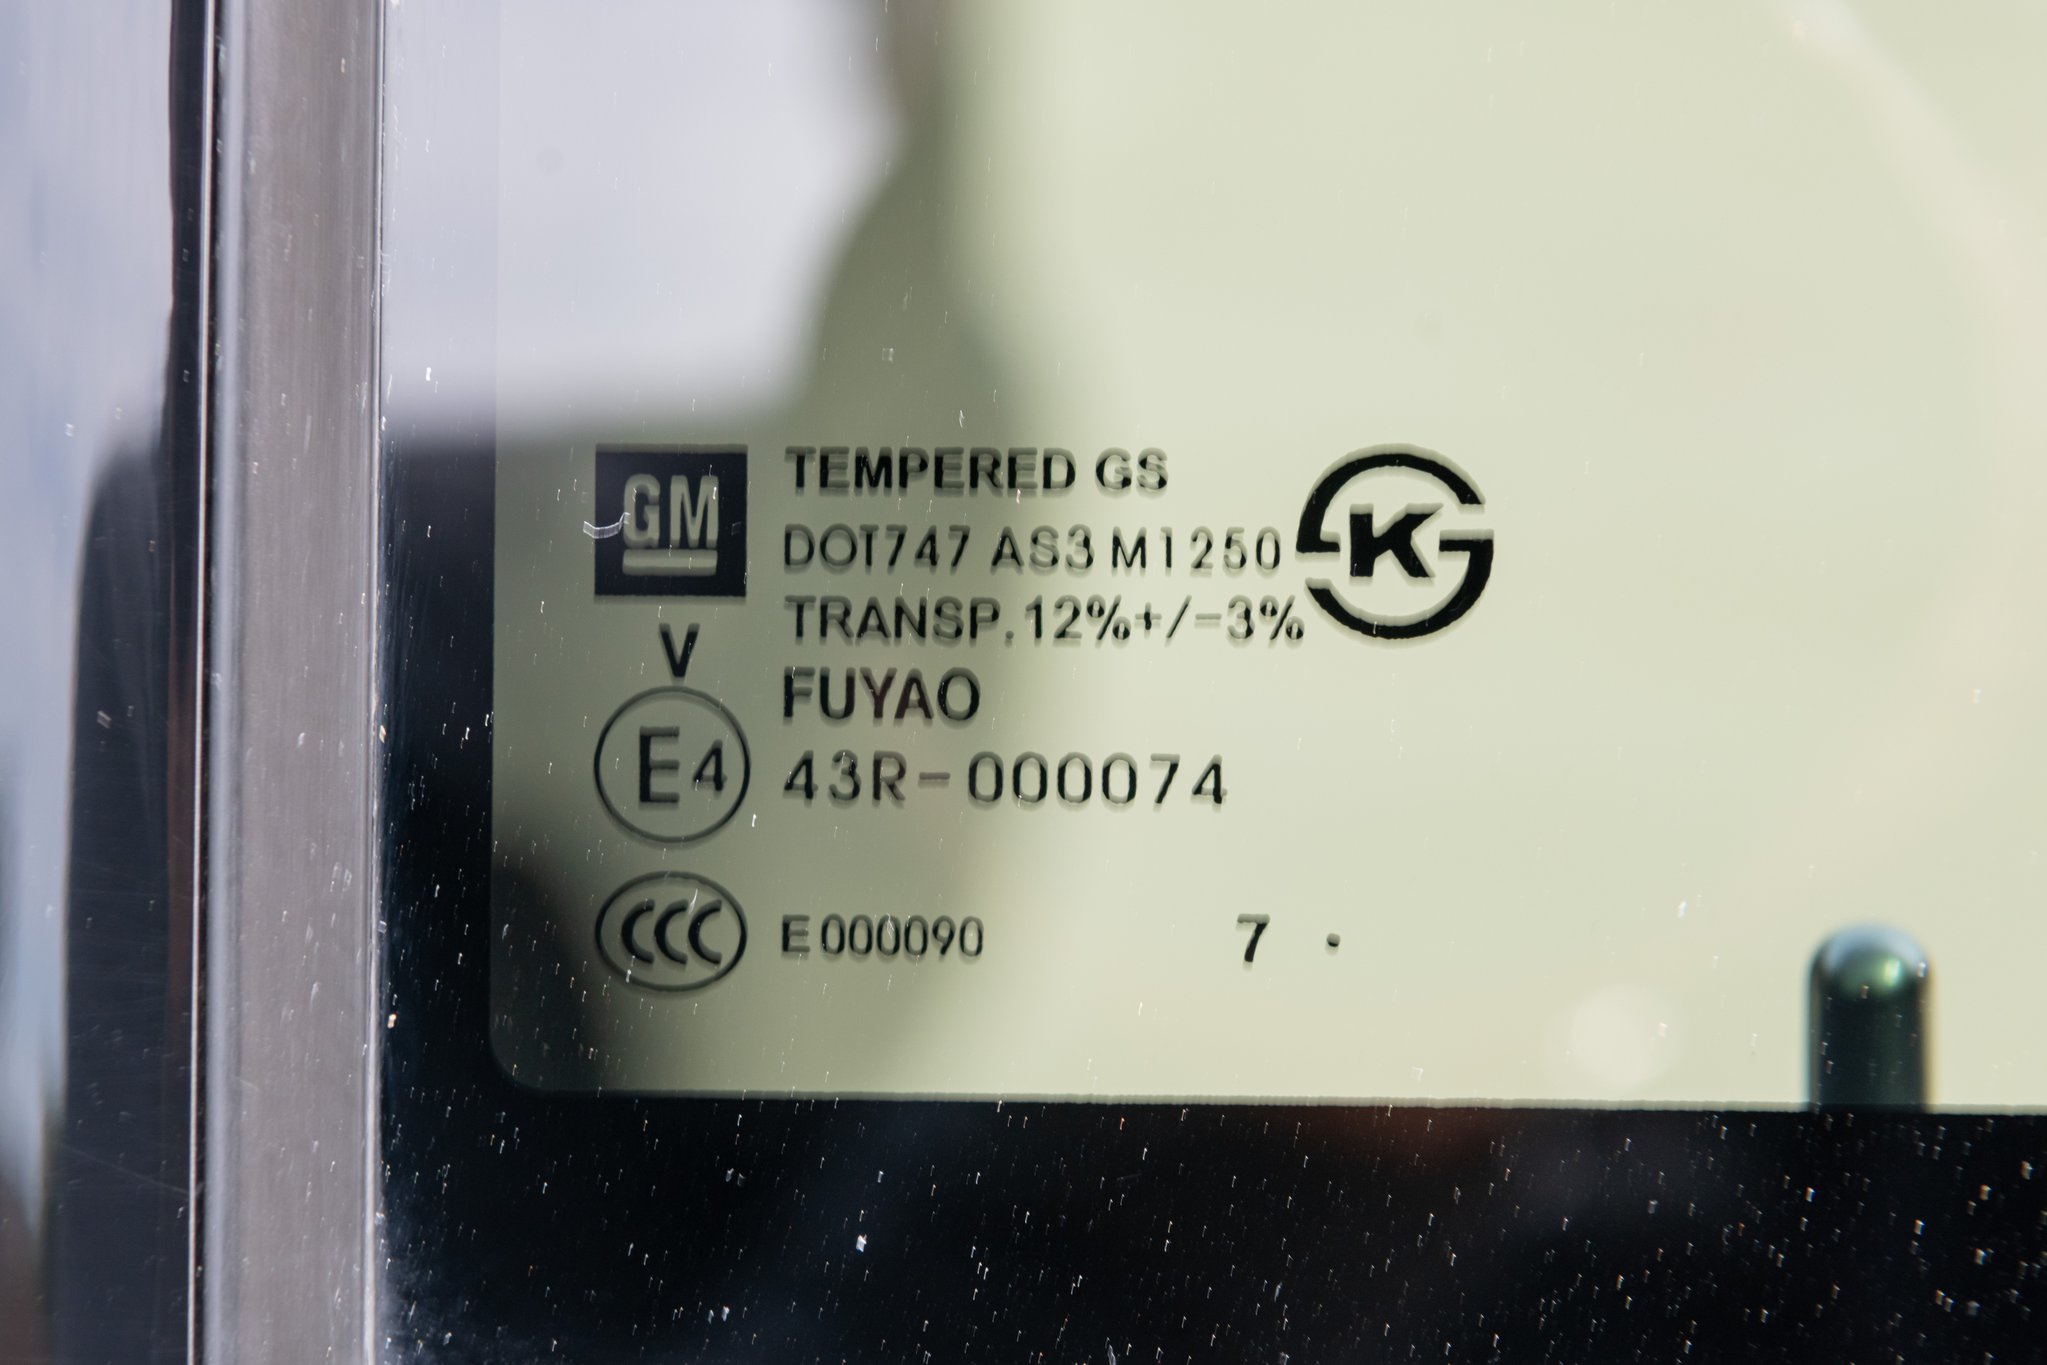 GM
TEMPERED GS
DOT747 AS3 M1250
TRANSP. 12%+/-3%
K
V
FUYAO
E4
43R-000074
CCC
E000090
7 .